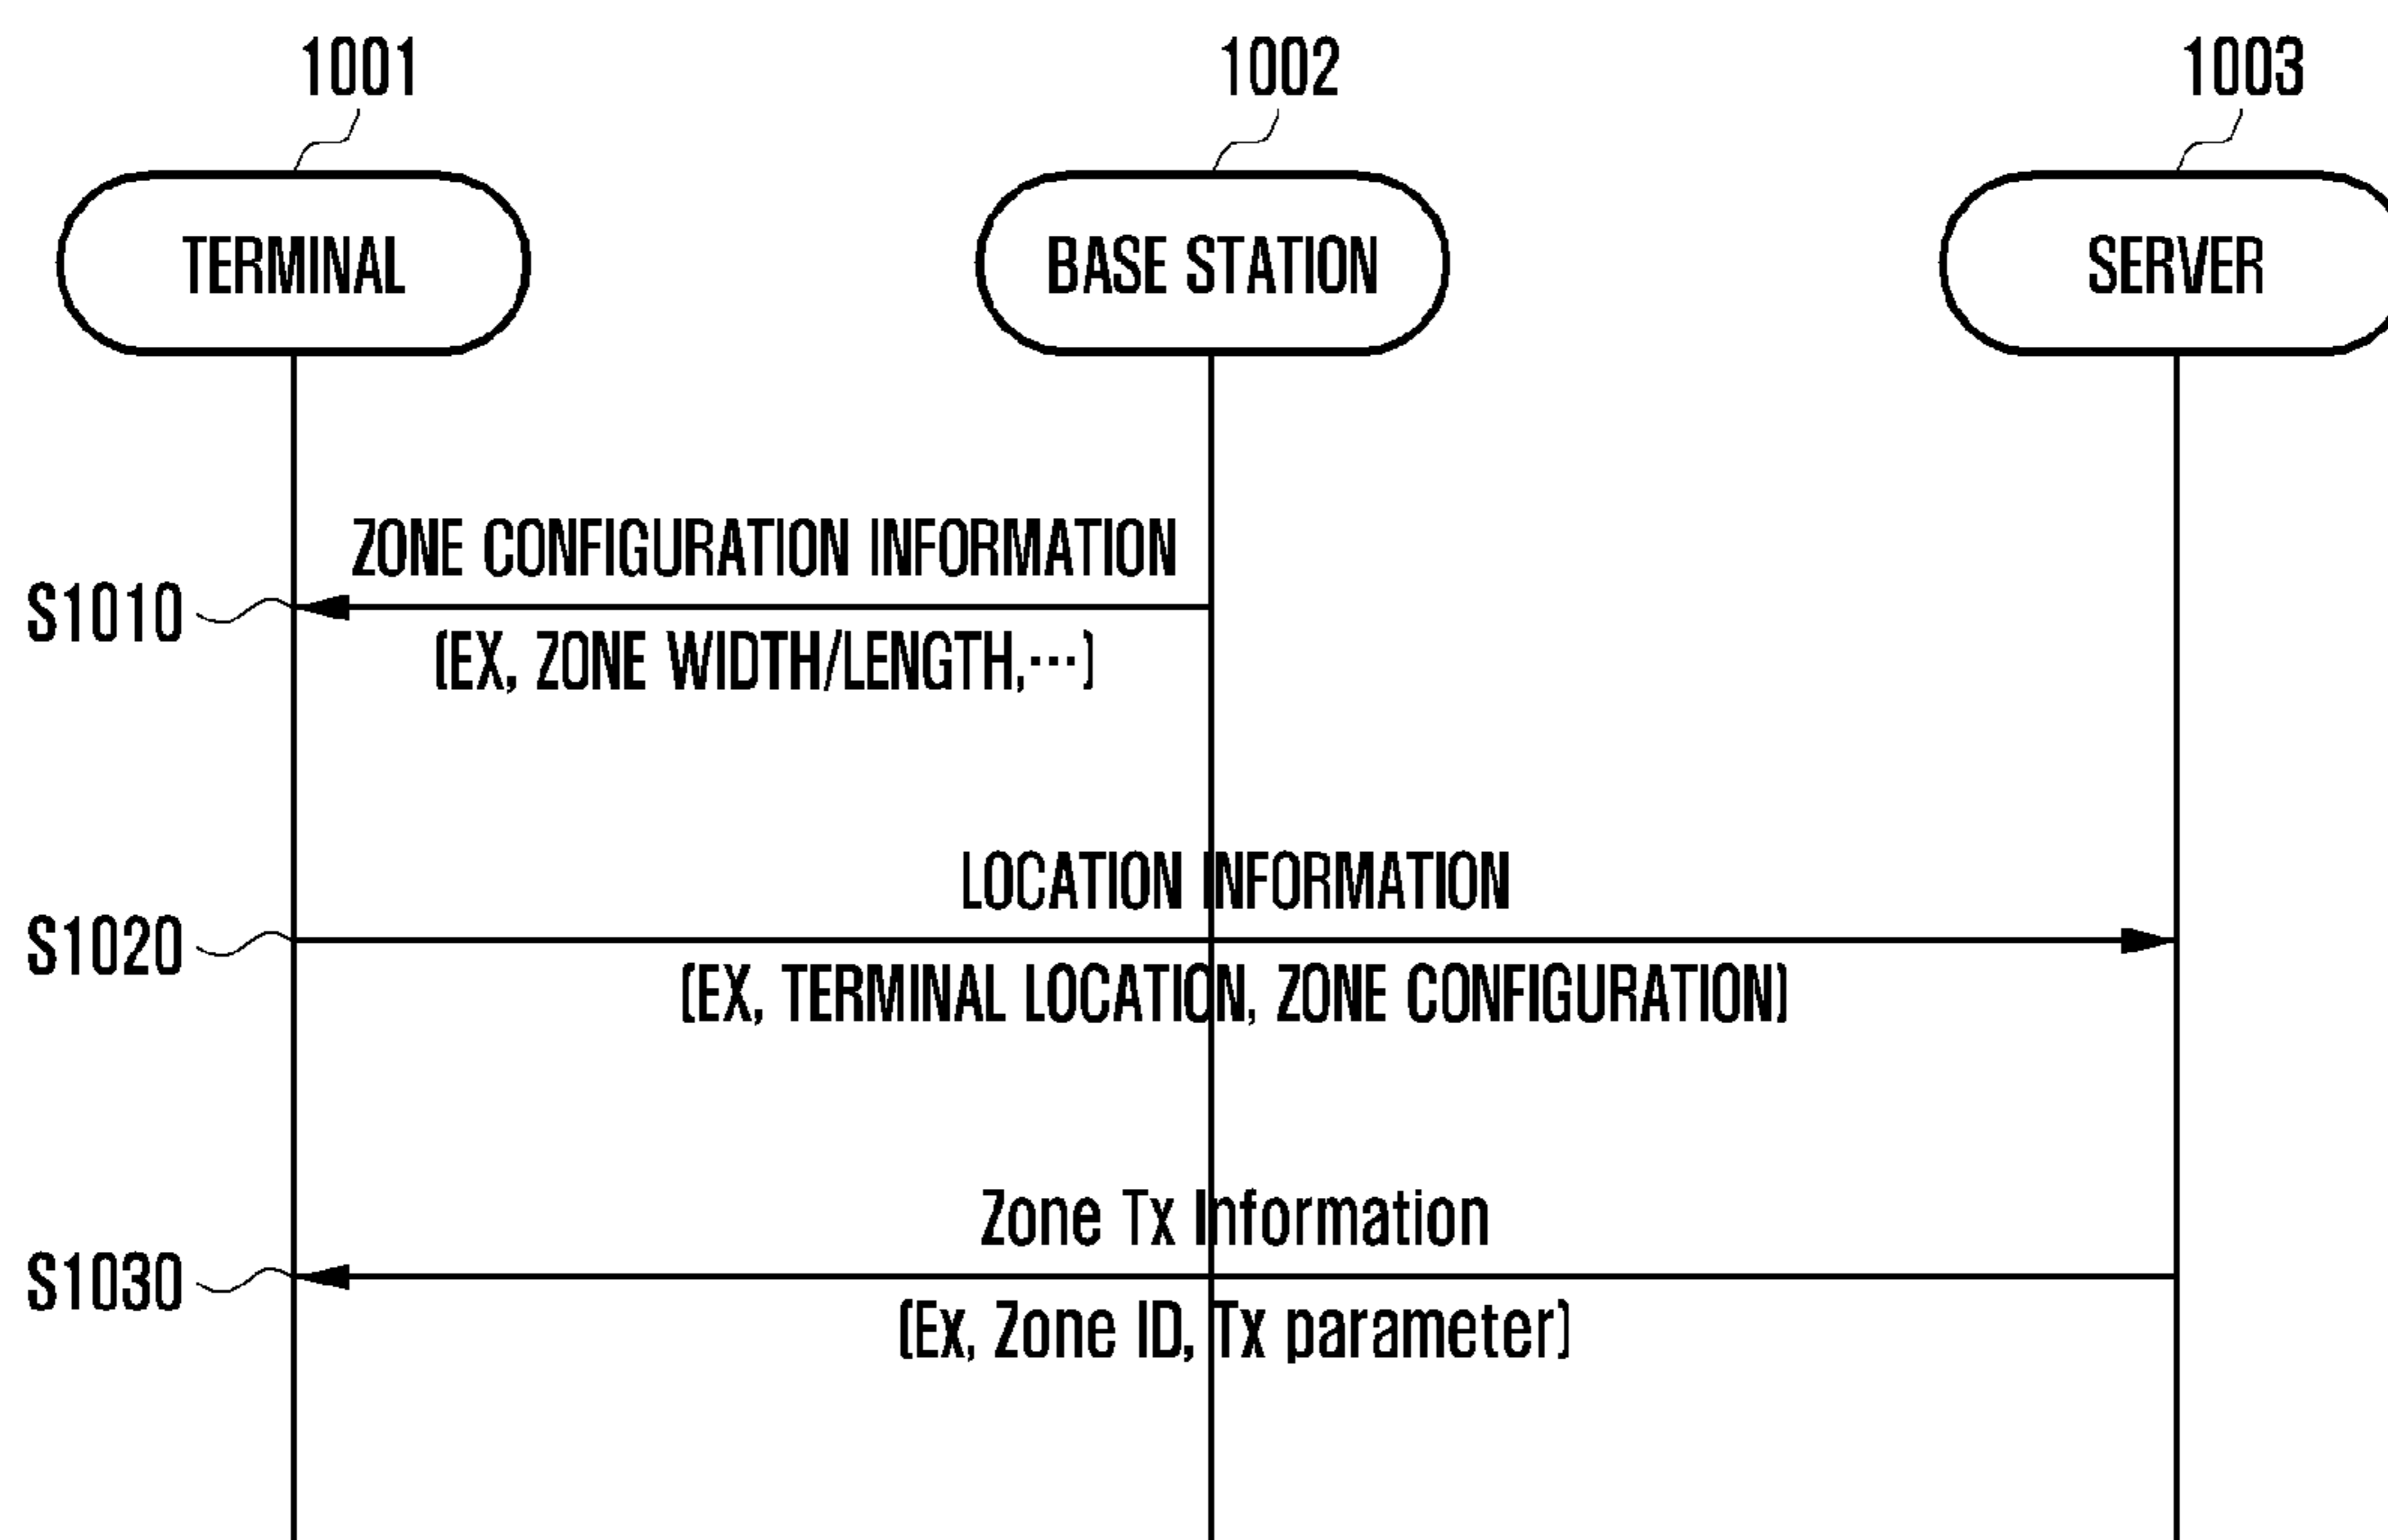 1001
1002
1003
TERMINAL
BASE STATION
SERVER
ZONE CONFIGURATION INFORMATION
S1010
(EX, ZONE WIDTH/LENGTH,···)
LOCATION INFORMATION
S1020
(EX, TERMINAL LOCATION, ZONE CONFIGURATION)
Zone Tx Information
S1030
(Ex, Zone ID, Tx parameter)